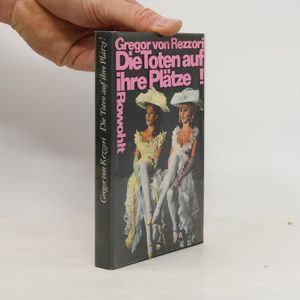 Gregor von Rezzori
Die Toten auf
ihre Plätze !
Rowohlt
Gregor von Rezzori Die Toten auf ihre Plätze!